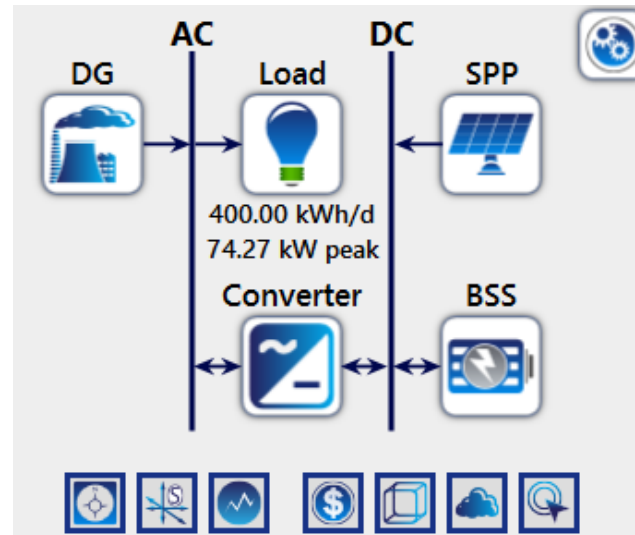 AC DC
DG Load SPP
400.00 kWh/d
74.27 kW peak
Converter BSS
S
$